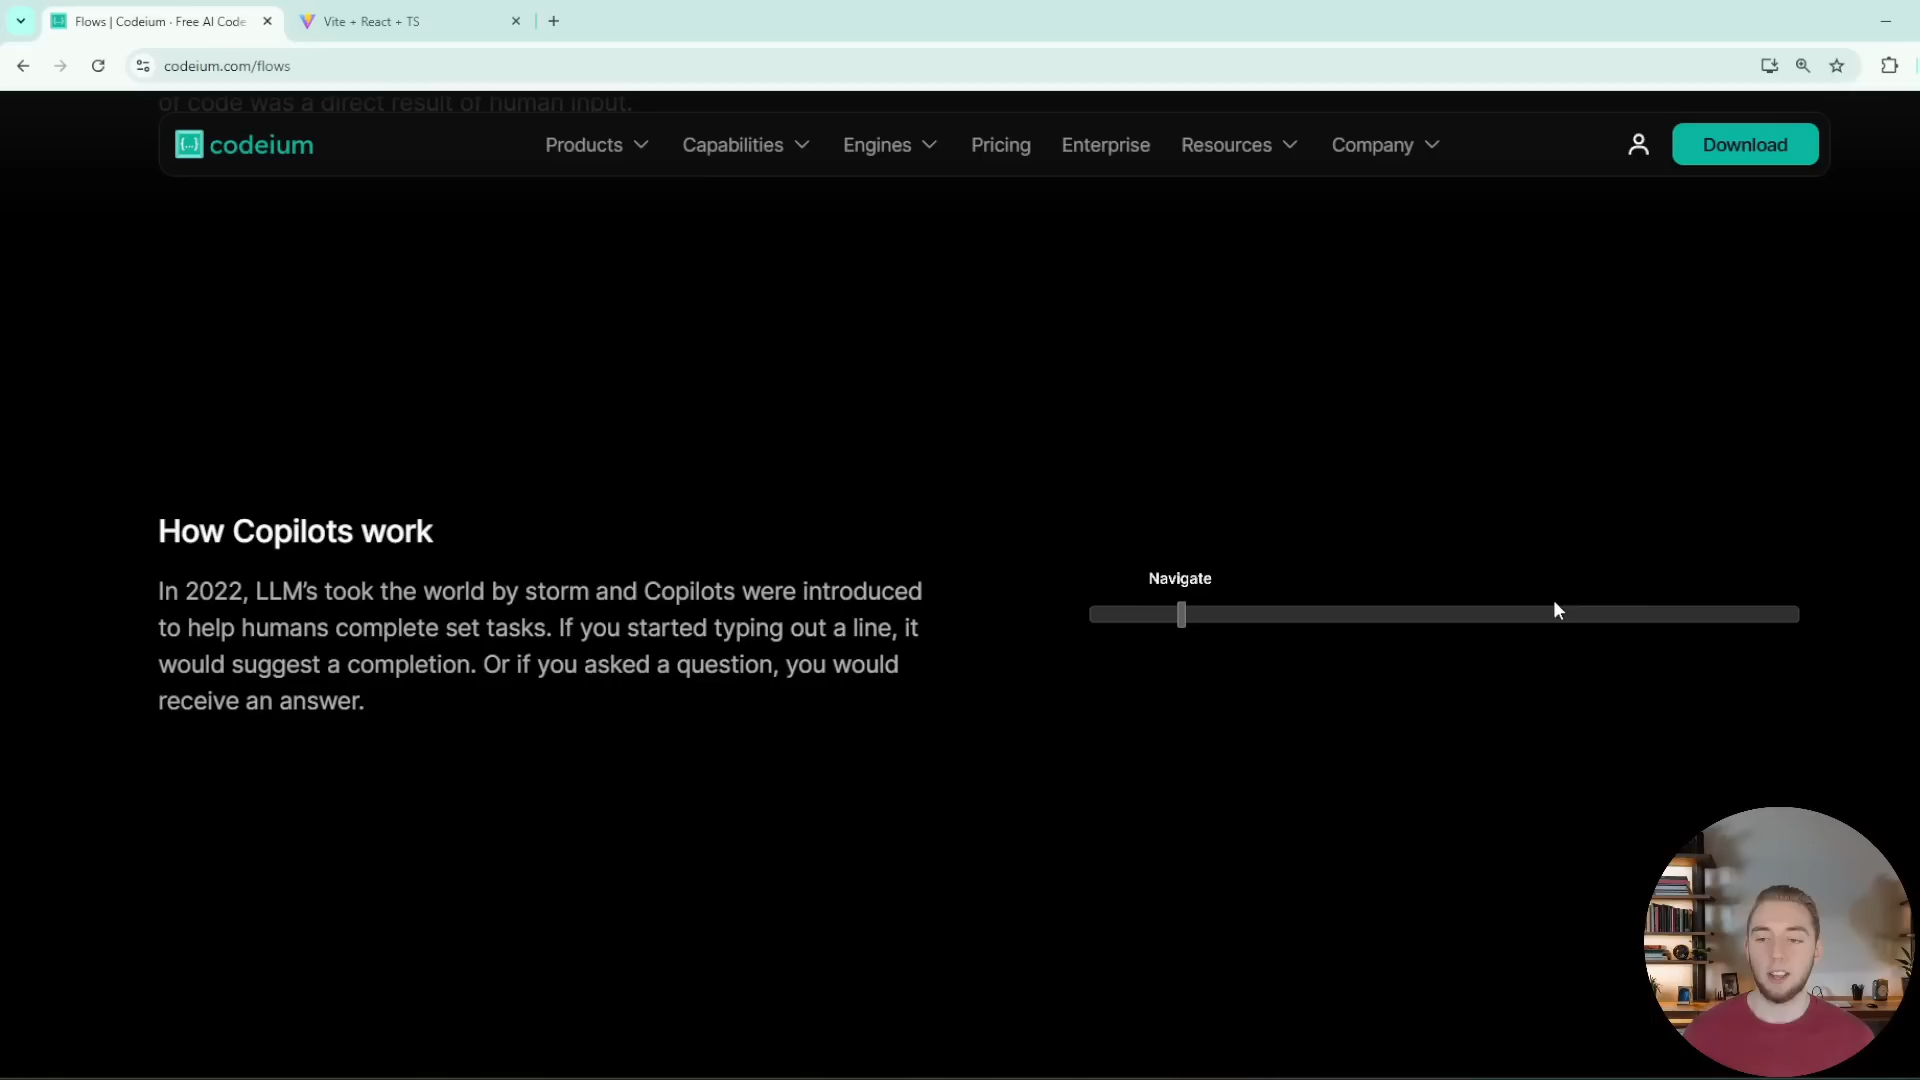 Flows | Codeium · Free AI Code
Vite + React + TS
codeium.com/flows
of code was a direct result of human input.
{...} codeium
Products
Capabilities
Engines
Pricing
Enterprise
Resources
Company
Download
How Copilots work
In 2022, LLM's took the world by storm and Copilots were introduced
to help humans complete set tasks. If you started typing out a line, it
would suggest a completion. Or if you asked a question, you would
receive an answer.
Navigate